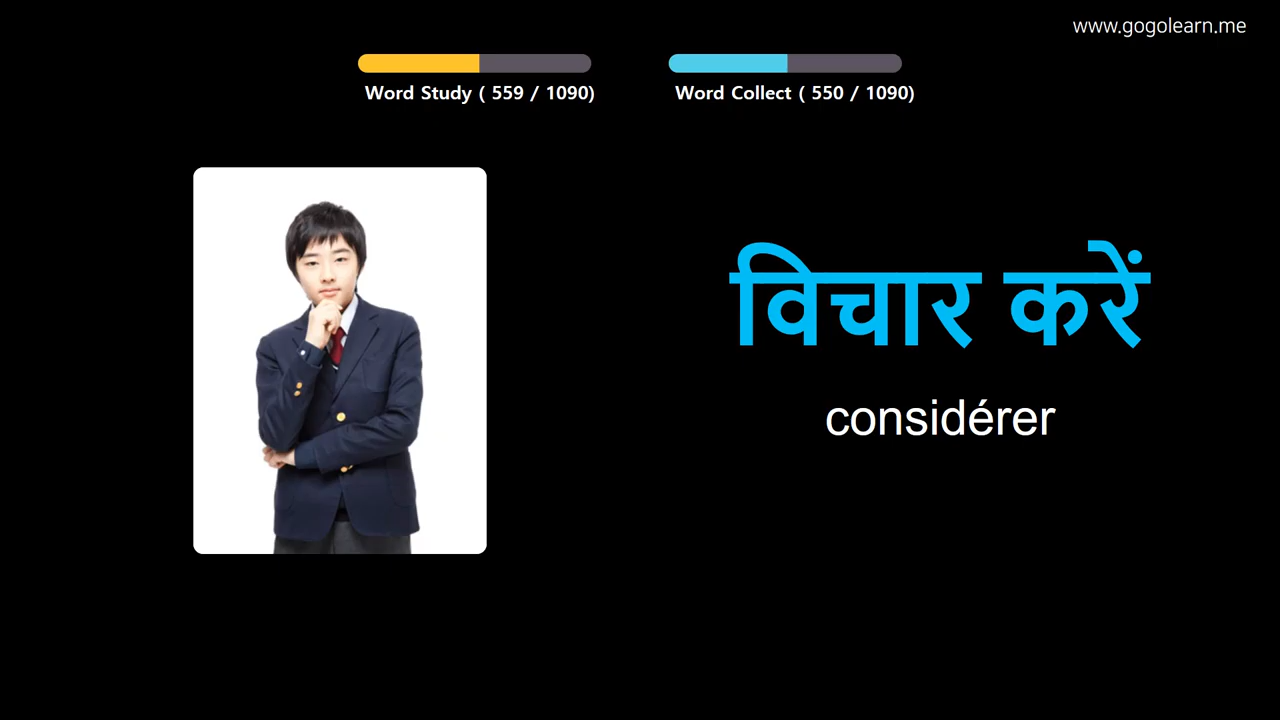 www.gogolearn.me
Word Study ( 559 / 1090)
Word Collect ( 550 / 1090)
विचार करें
considérer